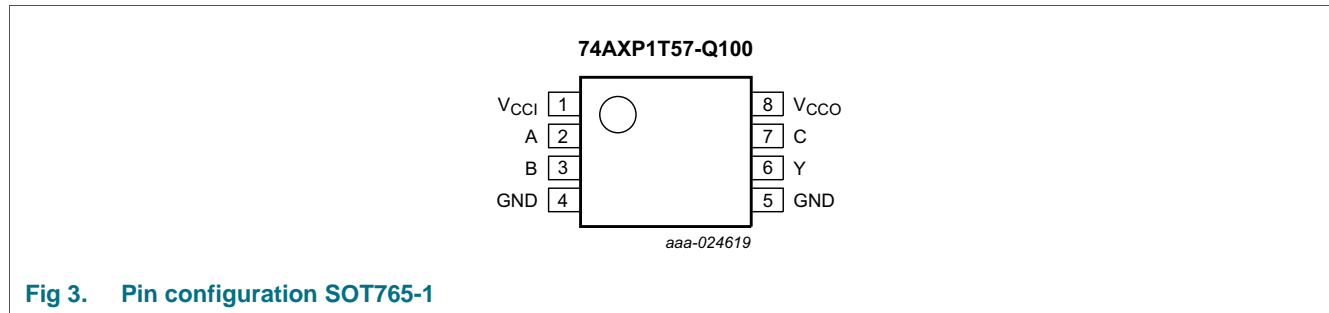 74AXP1T57-Q100
VCCI 1 8 VCCO
A 2 7 C
B 3 6 Y
GND 4 5 GND
aaa-024619
Fig 3. Pin configuration SOT765-1